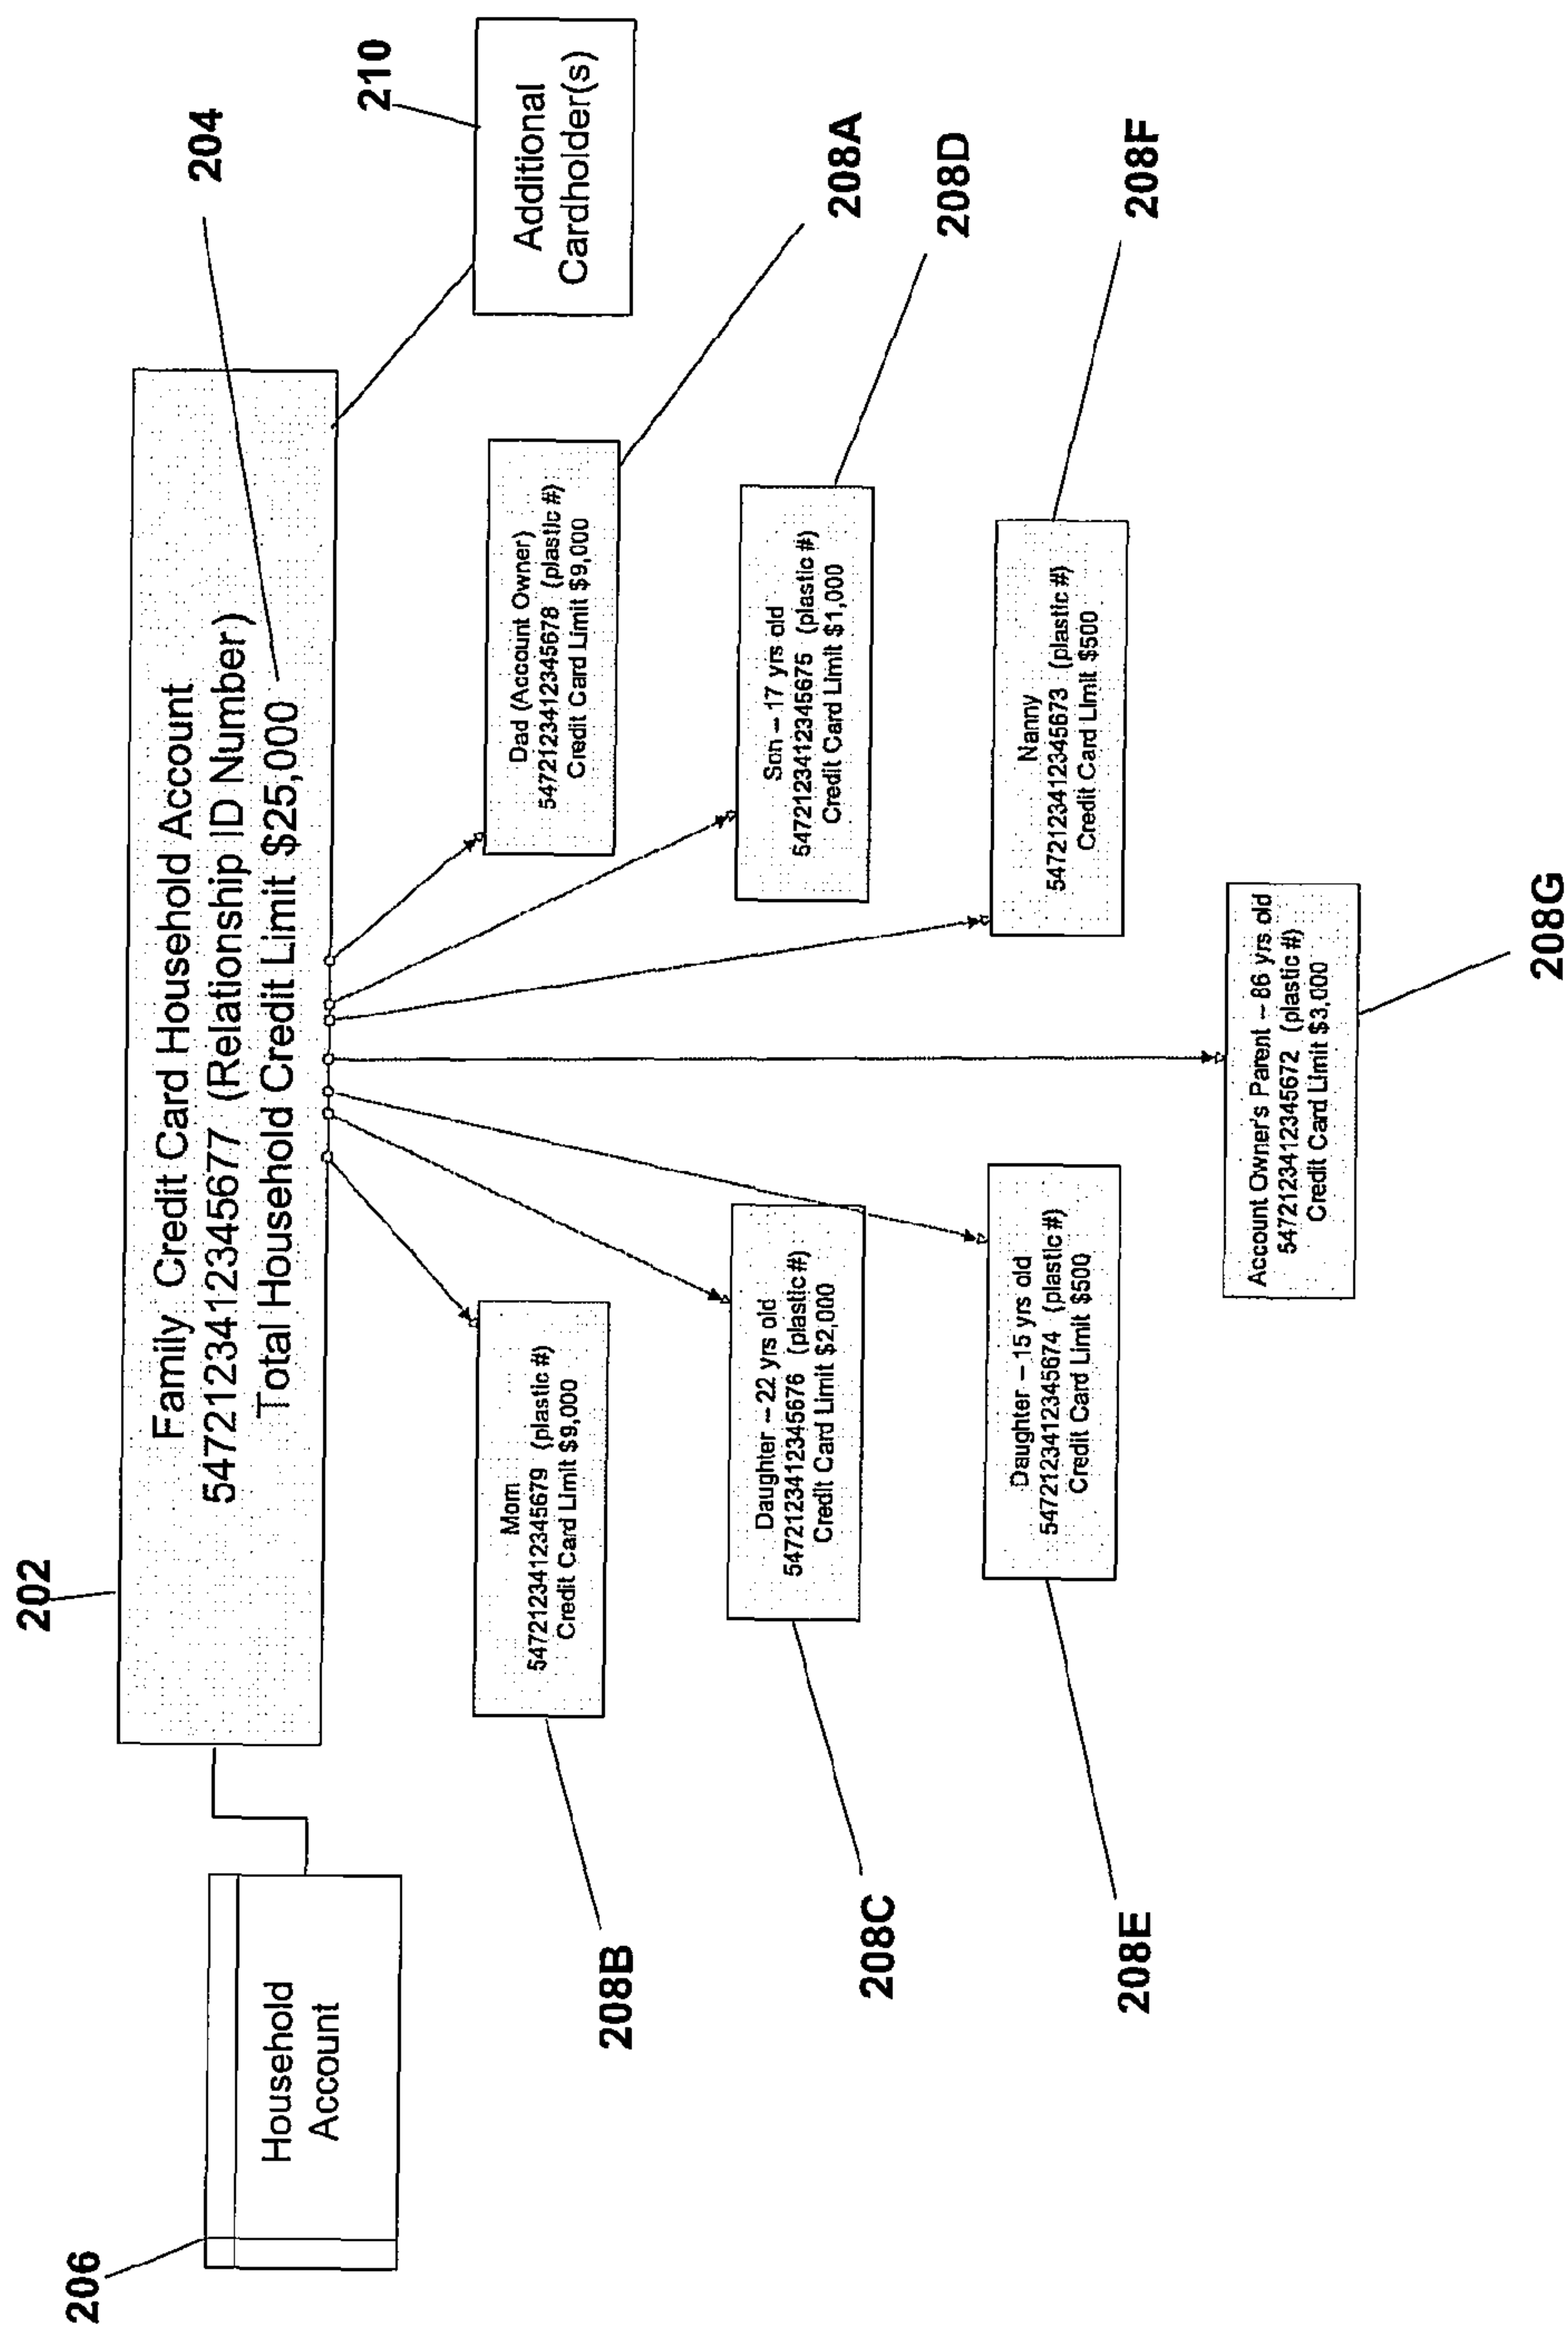 202
204
210
206
Family Credit Card Household Account
5472123412345677 (Relationship ID Number)
Total Household Credit Limit $25,000
Household
Account
Additional
Cardholder(s)
Mom
5472123412345679 (plastic #)
Credit Card Limit $9,000
208B
Dad (Account Owner)
5472123412345678 (plastic #)
Credit Card Limit $9,000
208A
Daughter – 22 yrs old
5472123412345676 (plastic #)
Credit Card Limit $2,000
208C
Son – 17 yrs old
5472123412345675 (plastic #)
Credit Card Limit $1,000
208D
Daughter – 15 yrs old
5472123412345674 (plastic #)
Credit Card Limit $500
208E
Nanny
5472123412345673 (plastic #)
Credit Card Limit $500
208F
Account Owner's Parent – 86 yrs old
5472123412345672 (plastic #)
Credit Card Limit $3,000
208G